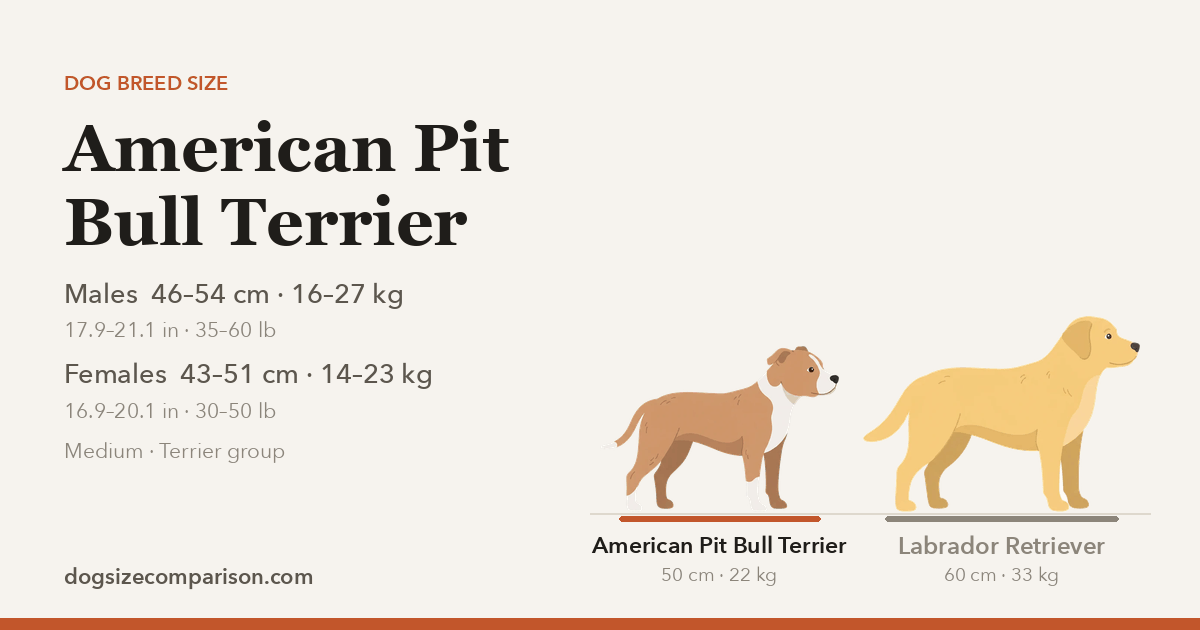 DOG BREED SIZE
American Pit
Bull Terrier
Males 46–54 cm · 16–27 kg
17.9–21.1 in · 35–60 lb
Females 43–51 cm · 14–23 kg
16.9–20.1 in · 30–50 lb
Medium · Terrier group
American Pit Bull Terrier
50 cm · 22 kg
Labrador Retriever
60 cm · 33 kg
dogsizecomparison.com